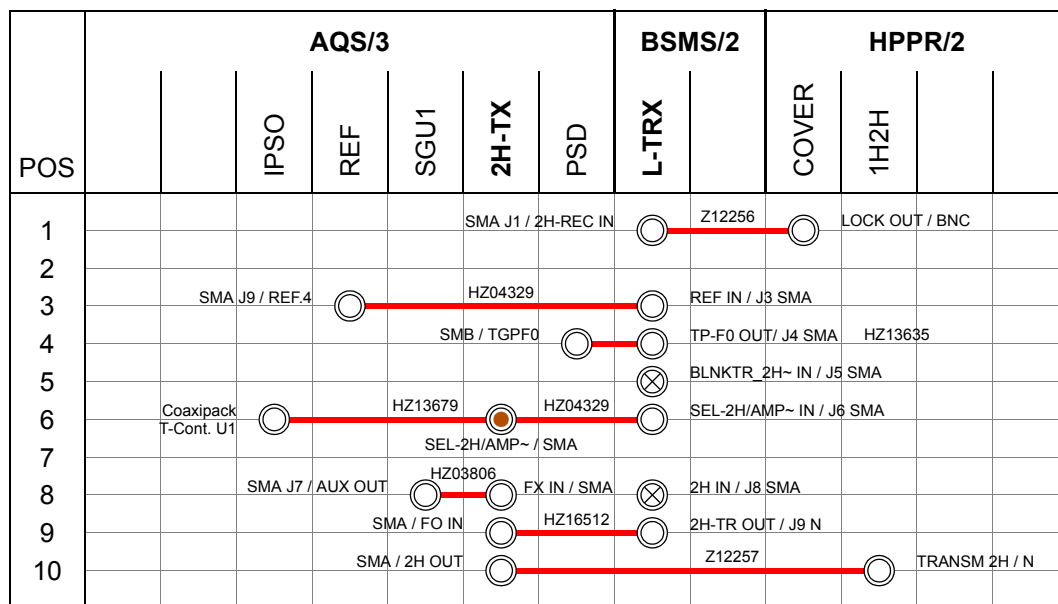 AQS/3 BSMS/2 HPPR/2
POS IPSO REF SGU1 2H-TX PSD L-TRX COVER 1H2H
1 SMA J1 / 2H-REC IN Z12256 LOCK OUT / BNC
2
3 SMA J9 / REF.4 HZ04329 REF IN / J3 SMA
4 SMB / TGPF0 TP-F0 OUT/ J4 SMA HZ13635
5 BLNKTR_2H~ IN / J5 SMA
6 Coaxipack HZ13679 HZ04329 SEL-2H/AMP~ IN / J6 SMA
T-Cont. U1
SEL-2H/AMP~ / SMA
7
HZ03806
8 SMA J7 / AUX OUT FX IN / SMA 2H IN / J8 SMA
9 SMA / FO IN HZ16512 2H-TR OUT / J9 N
10 SMA / 2H OUT Z12257 TRANSM 2H / N